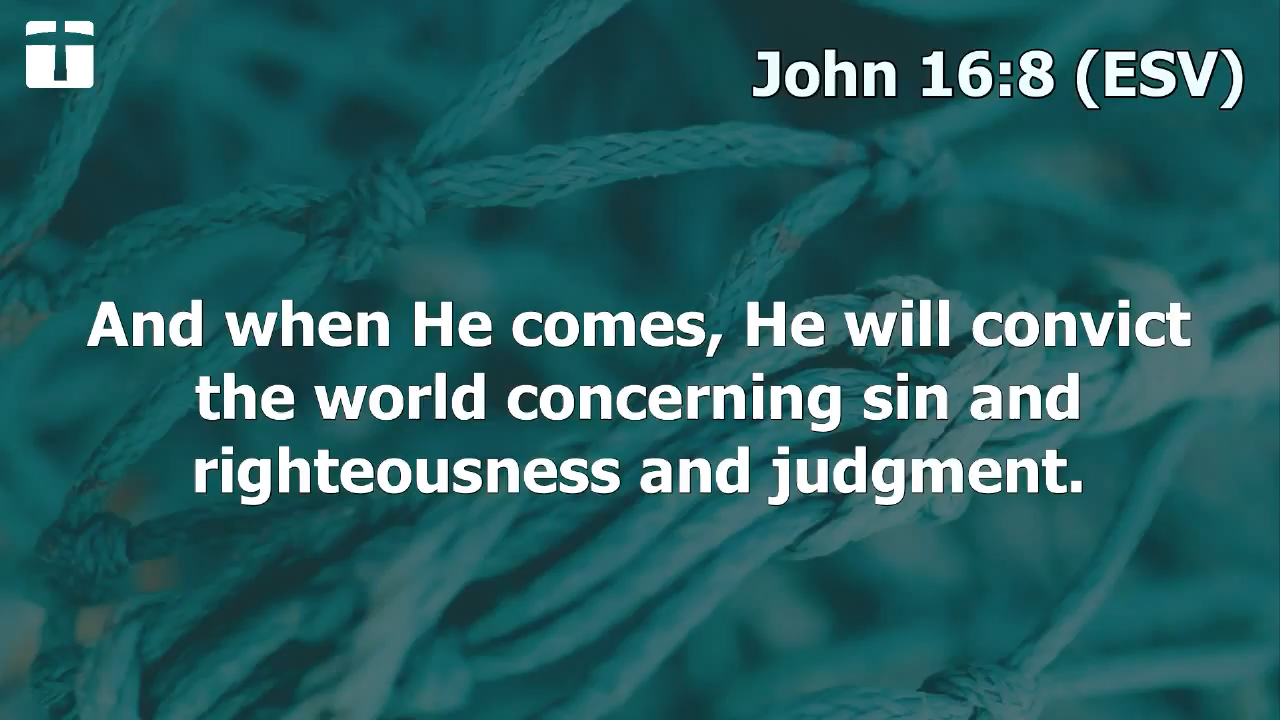 John 16:8 (ESV)
And when He comes, He will convict
the world concerning sin and
righteousness and judgment.